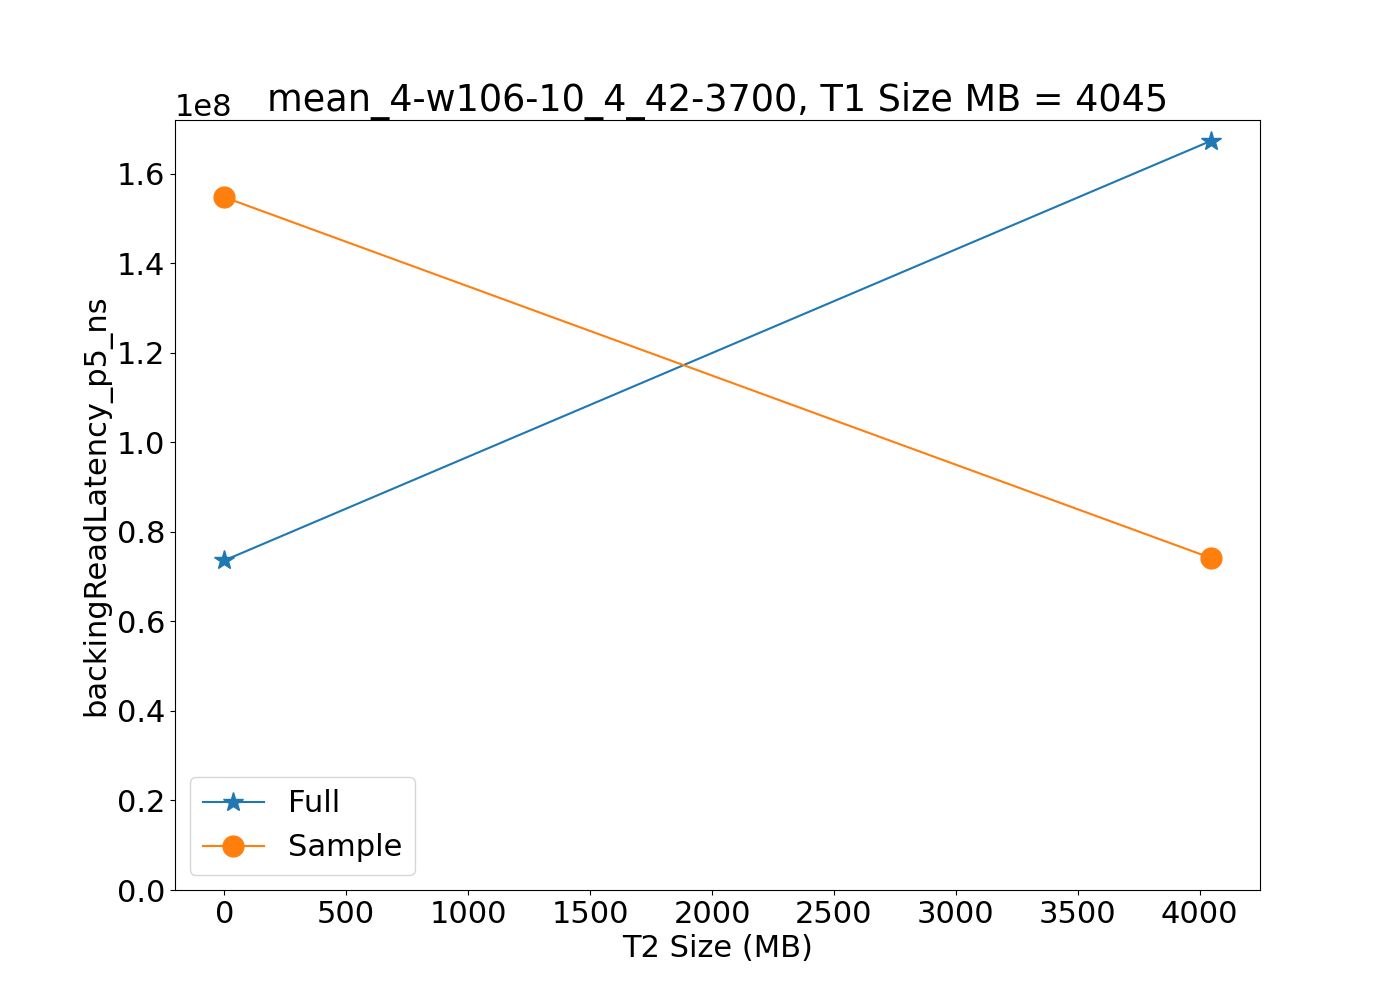 1e8 mean_4-w106-10_4_42-3700, T1 Size MB = 4045
backingReadLatency_p5_ns
1.6
1.4
1.2
1.0
0.8
0.6
0.4
0.2
0.0
Full
Sample
0 500 1000 1500 2000 2500 3000 3500 4000
T2 Size (MB)